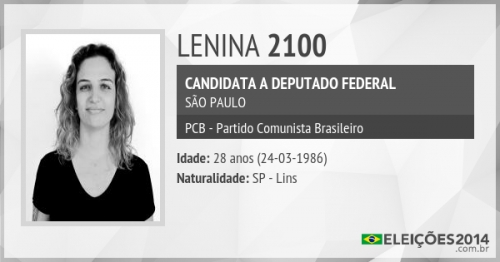 LENINA 2100
CANDIDATA A DEPUTADO FEDERAL
SÃO PAULO
PCB - Partido Comunista Brasileiro
Idade: 28 anos (24-03-1986)
Naturalidade: SP - Lins
ELEIÇÕES2014
.com.br